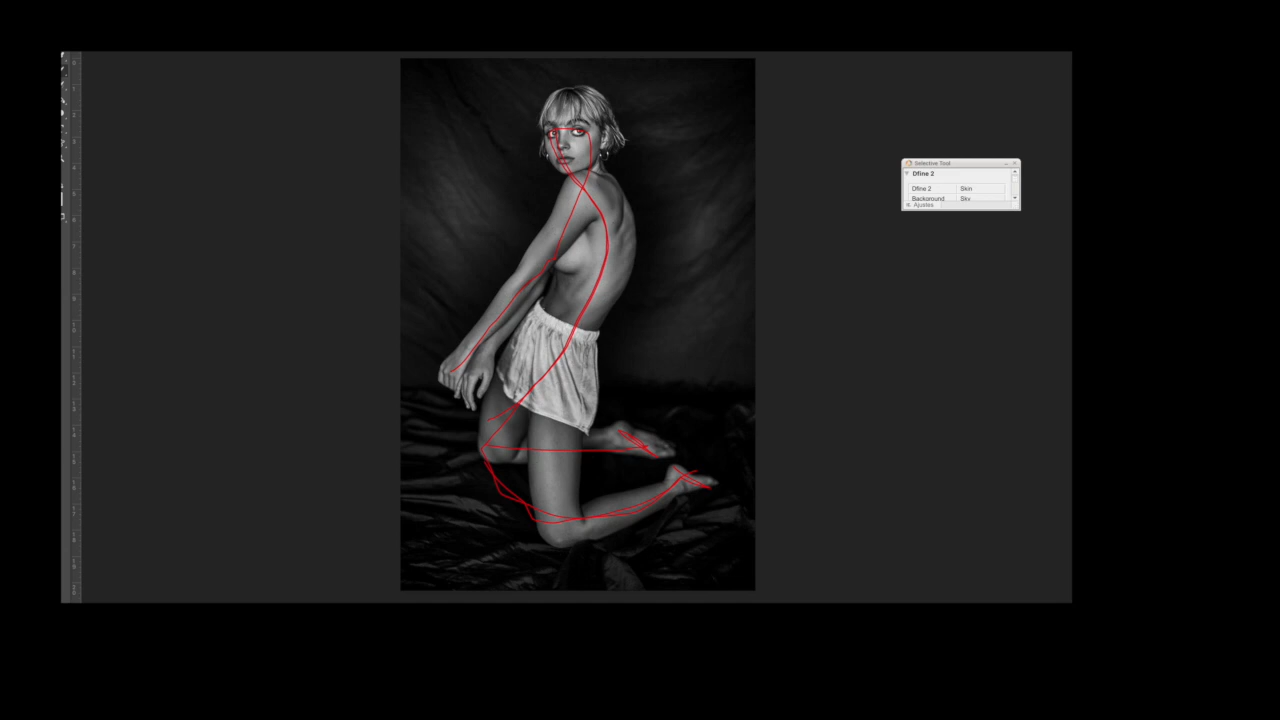 Selective Tool
Dfine 2
Dfine 2 Skin
Background Sky
Ajustes